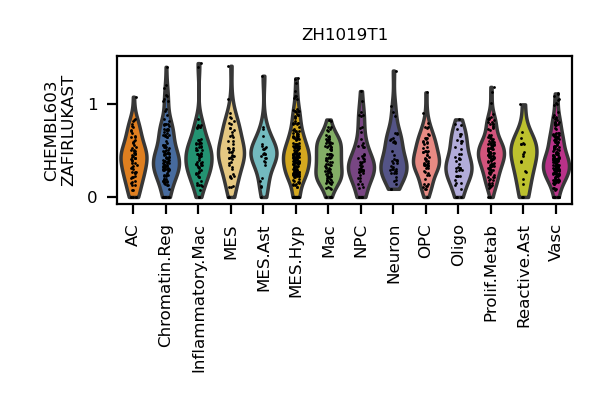 ZH1019T1
CHEMBL603
ZAFIRLUKAST
1
0
AC
Chromatin.Reg
Inflammatory.Mac
MES
MES.Ast
MES.Hyp
Mac
NPC
Neuron
OPC
Oligo
Prolif.Metab
Reactive.Ast
Vasc